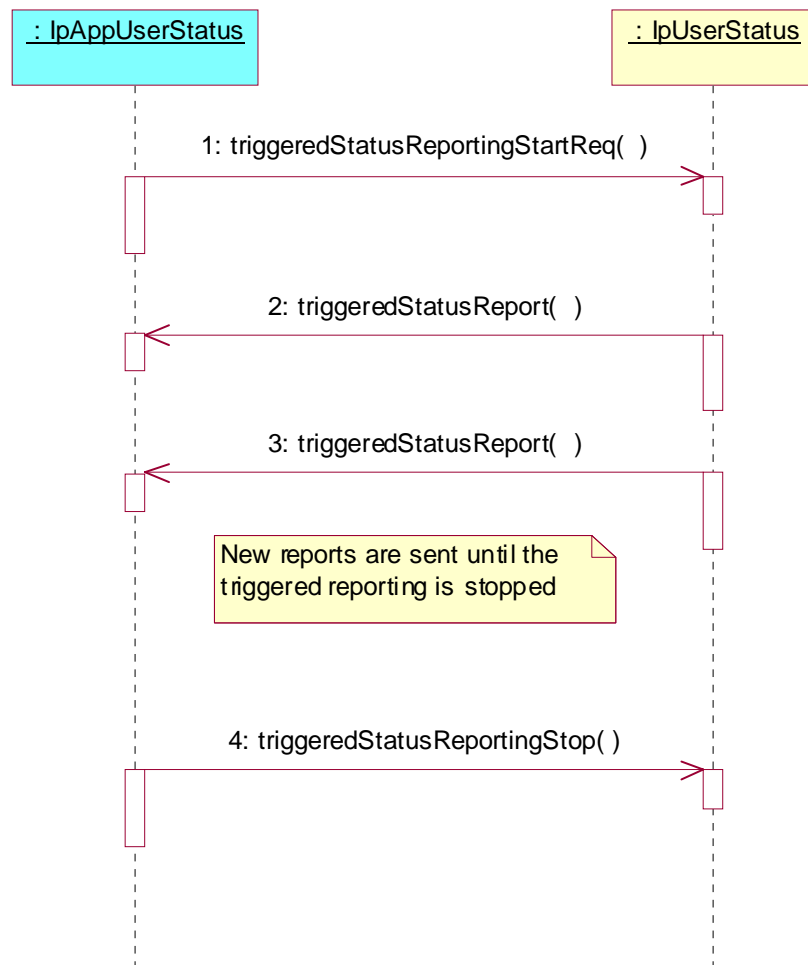 : IpAppUserStatus
: IpUserStatus
1: triggeredStatusReportingStartReq(  )
2: triggeredStatusReport(  )
3: triggeredStatusReport(  )
New reports are sent until the
triggered reporting is stopped
4: triggeredStatusReportingStop( )